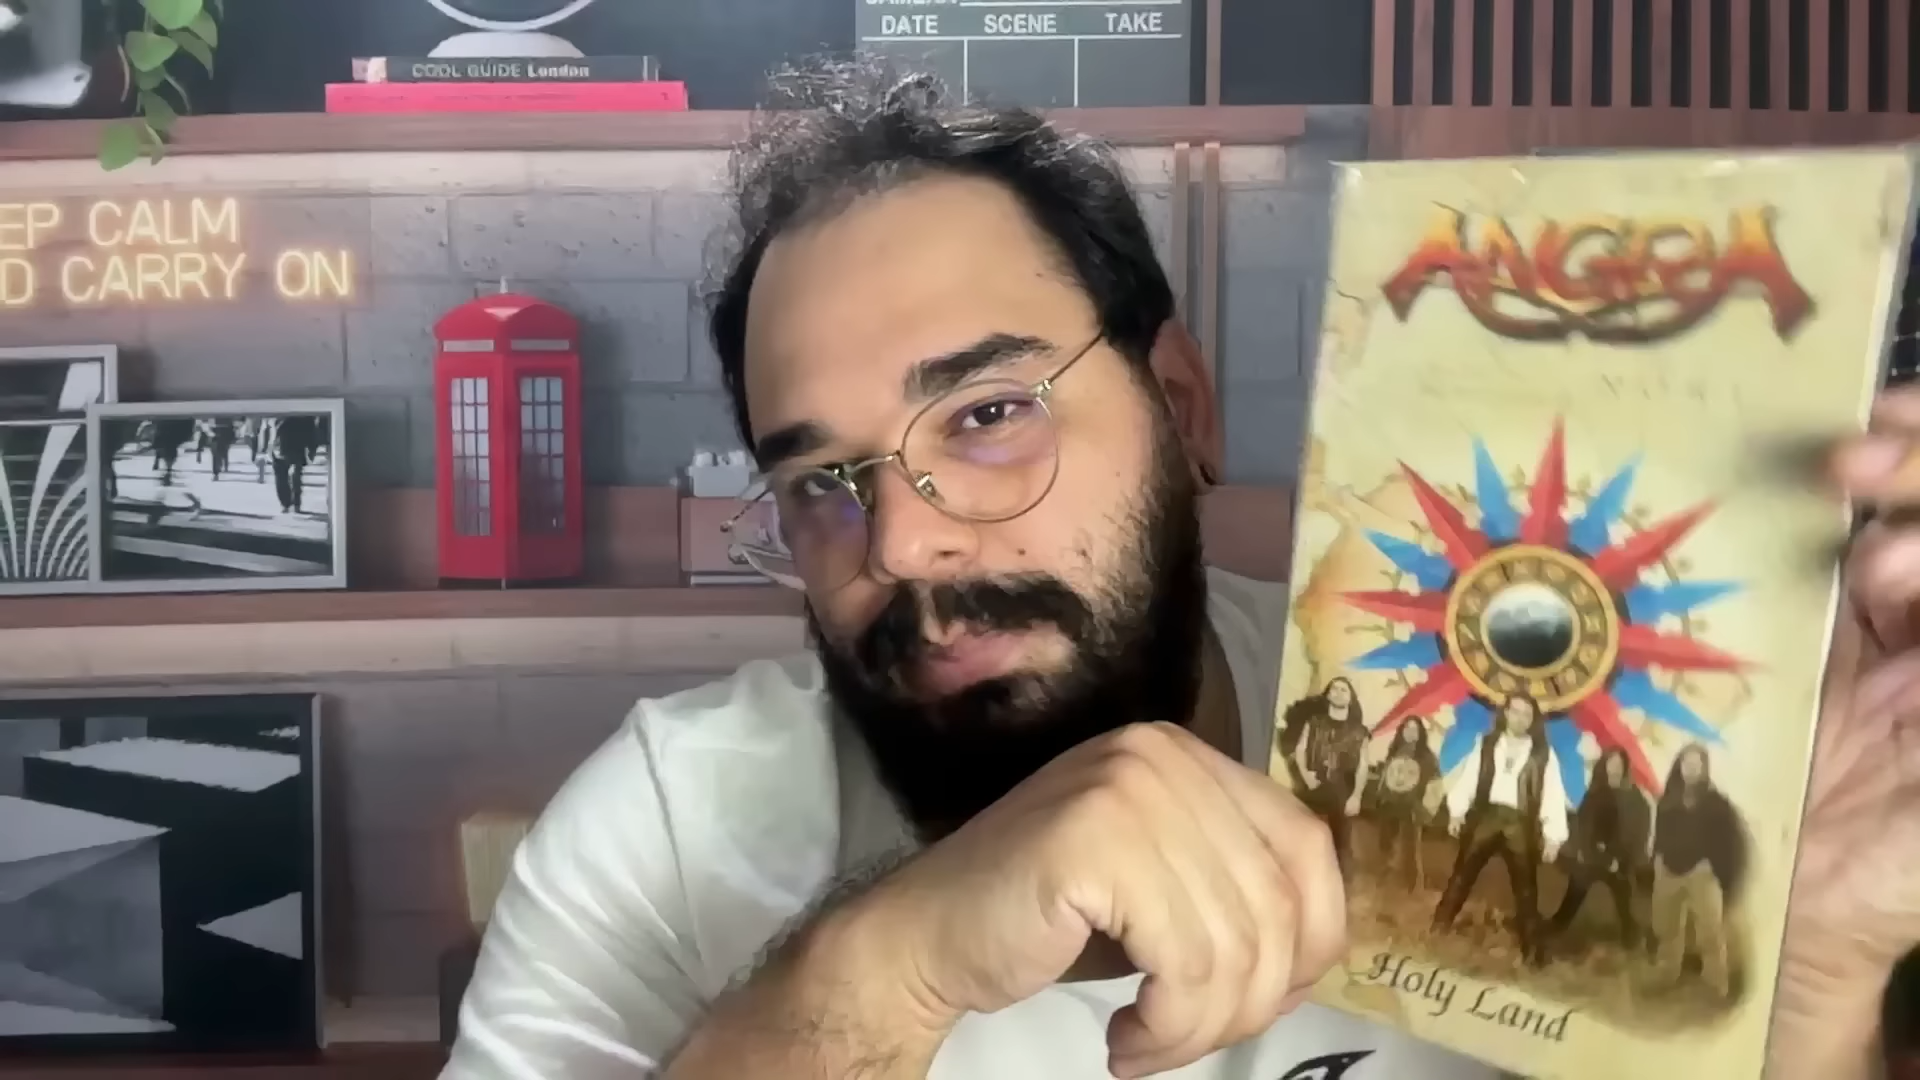 DATE SCENE TAKE
COOL GUIDE London
EP CALM
D CARRY ON
ANGRA
Holy Land